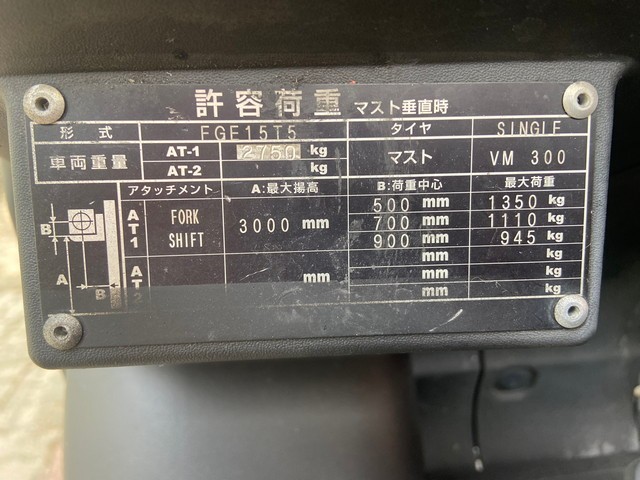 許容荷重 マスト垂直時
形式 FGE15T5 タイヤ SINGLE
車両重量 AT-1 2750 kg マスト VM 300
AT-2 kg
アタッチメント A:最大揚高 B:荷重中心 最大荷重
AT1 FORK SHIFT 3000 mm 500 mm 1350 kg
700 mm 1110 kg
900 mm 945 kg
mm kg
AT2 mm mm kg
mm kg
B
A
B